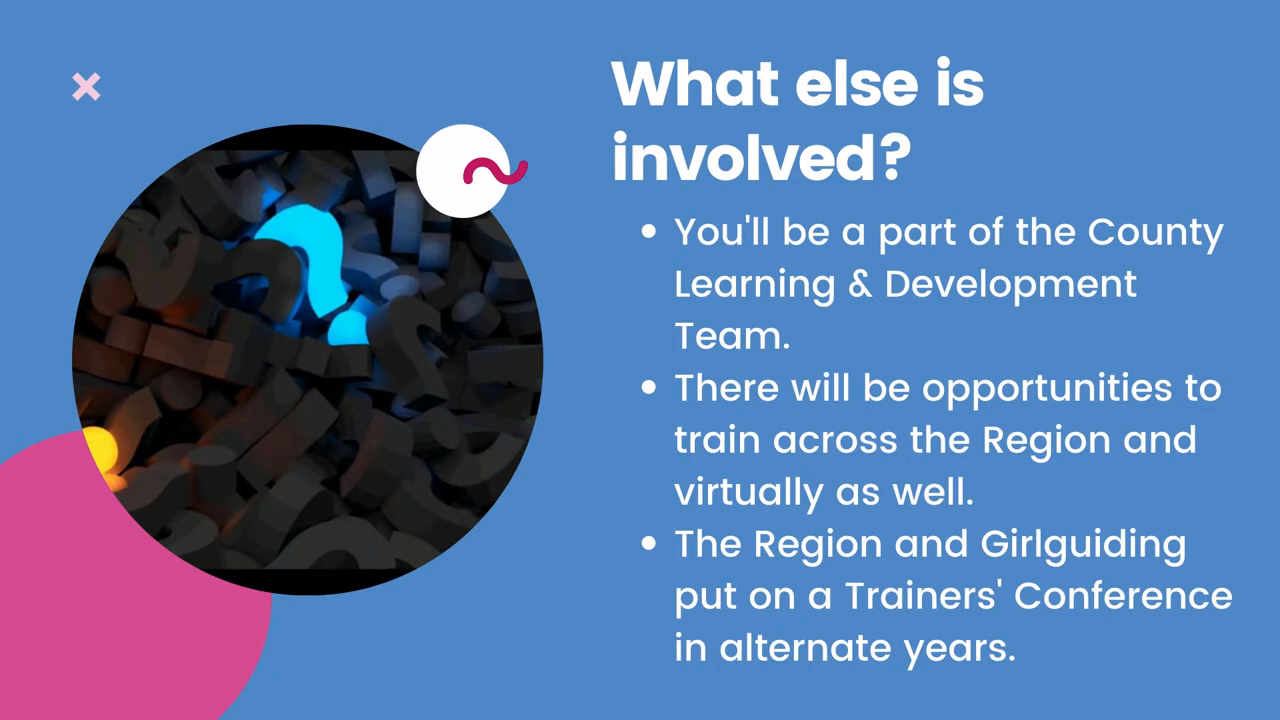 What else is
involved?
• You'll be a part of the County
Learning & Development
Team.
• There will be opportunities to
train across the Region and
virtually as well.
• The Region and Girlguiding
put on a Trainers' Conference
in alternate years.